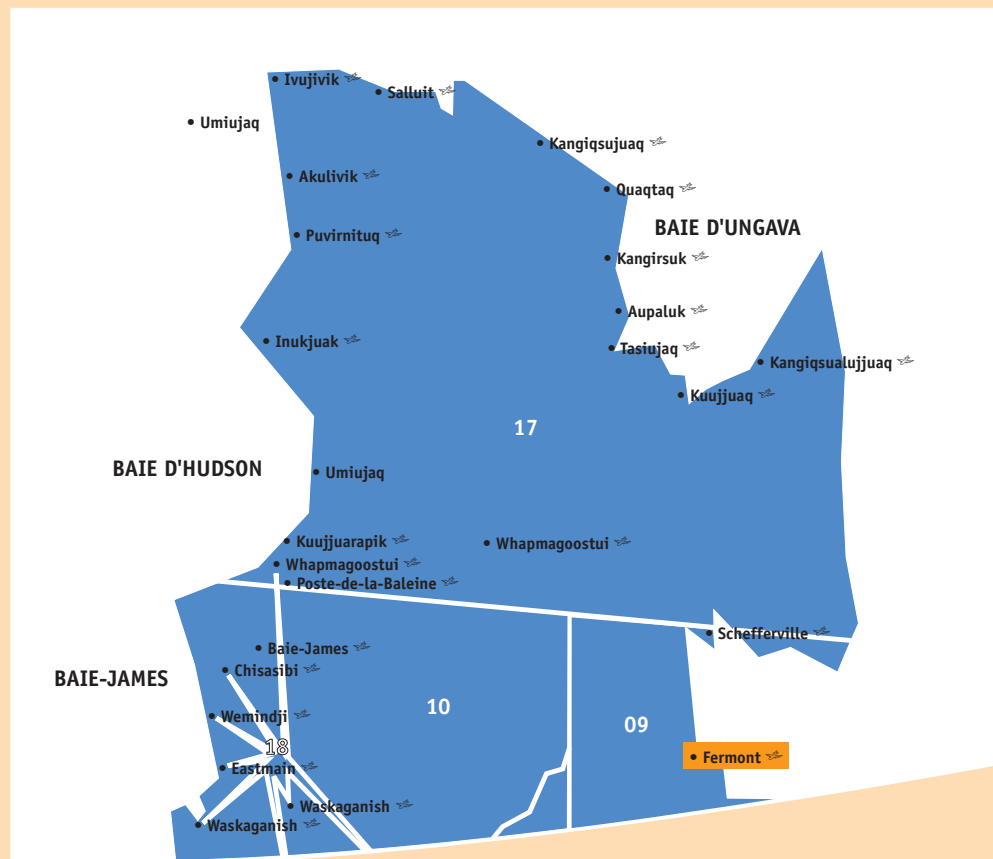 Ivujivik
Salluit
Umiujaq
Kangiqsujuaq
Akulivik
Quaqtaq
BAIE D'UNGAVA
Puvirnituq
Kangirsuk
Aupaluk
Inukjuak
Tasiujaq
Kangiqsualujjuaq
Kuujjuaq
17
BAIE D'HUDSON
Umiujaq
Kuujjuarapik
Whapmagoostui
Whapmagoostui
Poste-de-la-Baleine
Schefferville
Baie-James
Chisasibi
BAIE-JAMES
10
Wemindji
09
18
Fermont
Eastmain
Waskaganish
Waskaganish